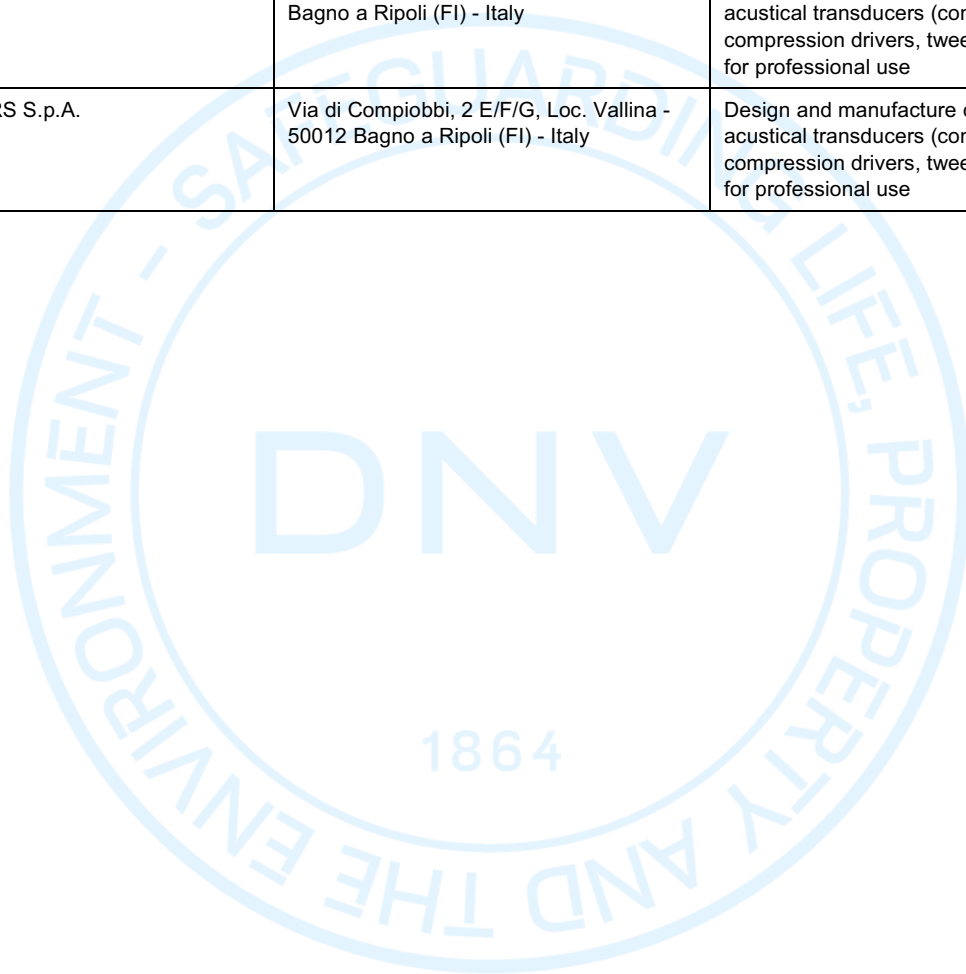 Bagno a Ripoli (FI) - Italy
acustical transducers
compression drivers, twee
for professional use
S S.p.A.
Via di Compiobbi, 2 E/F/G, Loc. Vallina -
50012 Bagno a Ripoli (FI) - Italy
Design and manufacture
acustical transducers
compression drivers, twee
for professional use
SAFEGUARDING LIFE, PROPERTY AND THE ENVIRONMENT -
DNV
1864